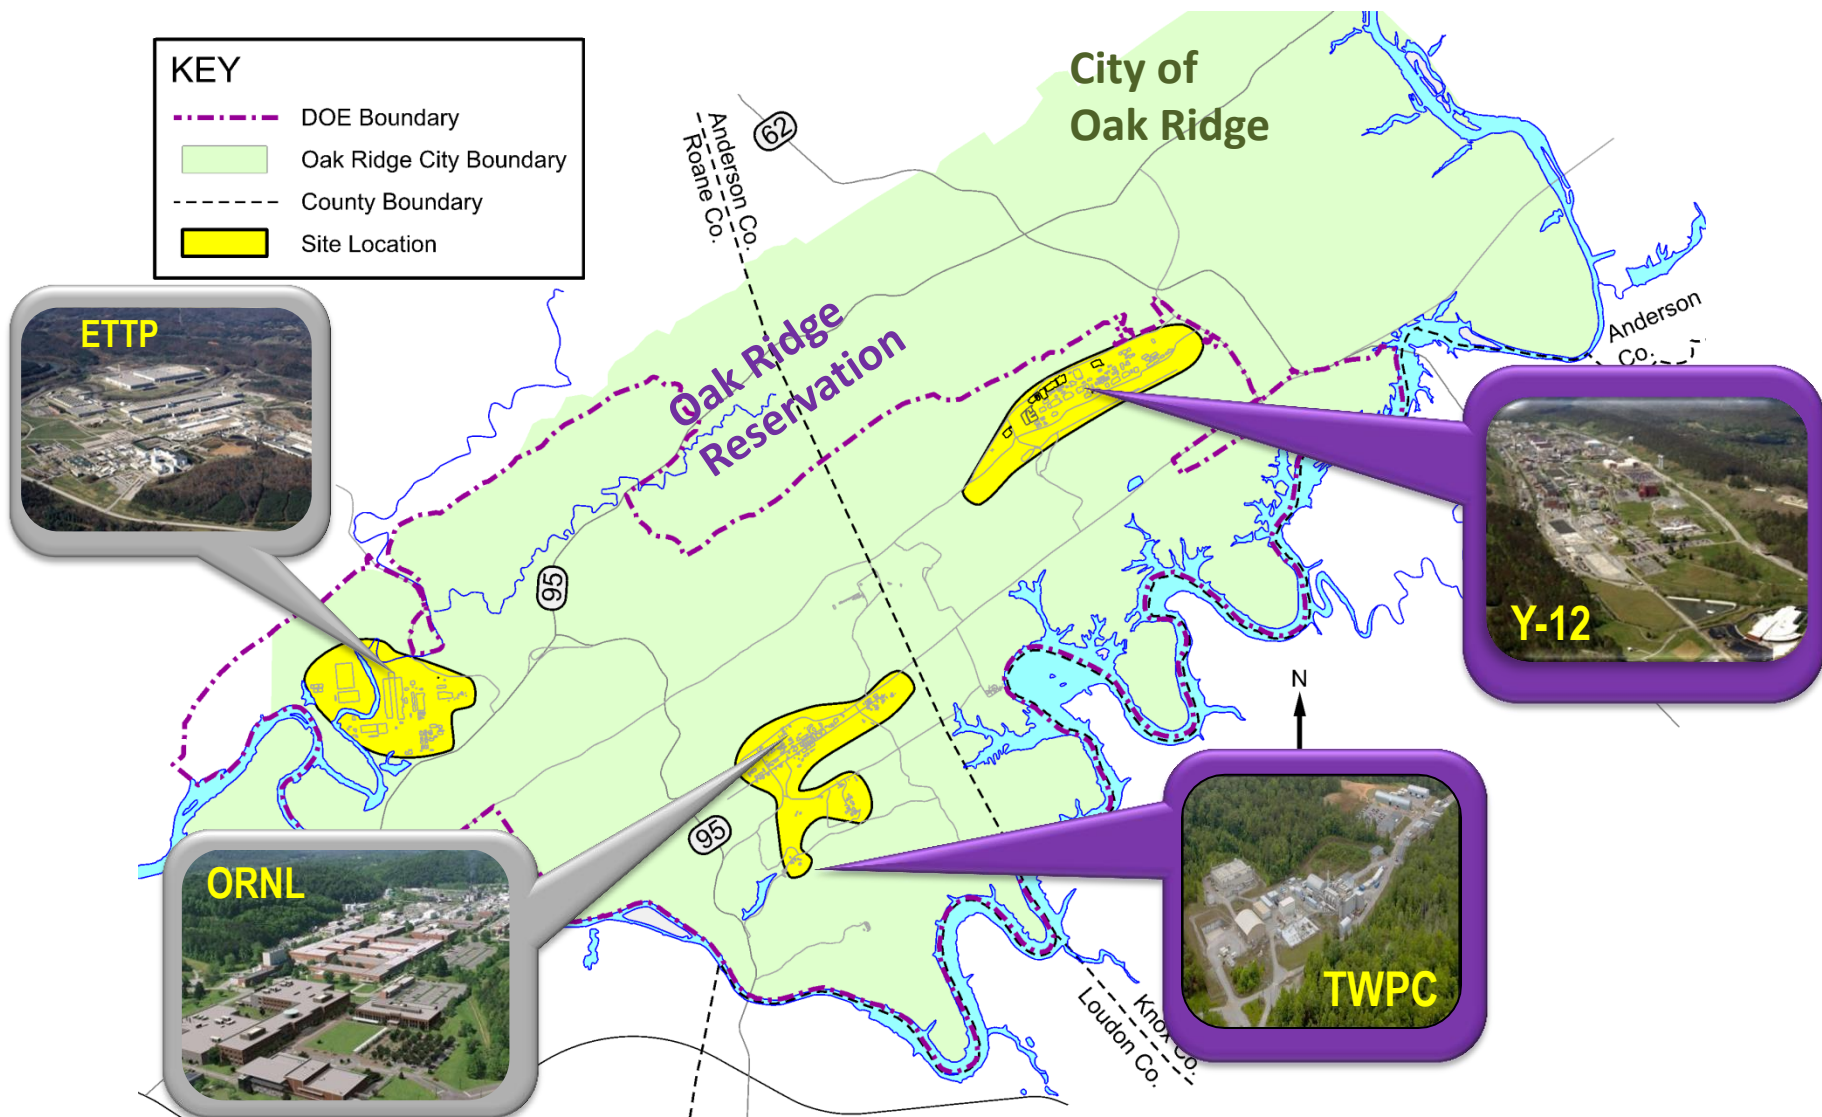 KEY
DOE Boundary
Oak Ridge City Boundary
County Boundary
Site Location
City of
Oak Ridge
62
Anderson Co.
Roane Co.
Oak Ridge
Reservation
Anderson
Co.
ETTP
Y-12
95
N
95
ORNL
TWPC
Knox Co.
Loudon Co.